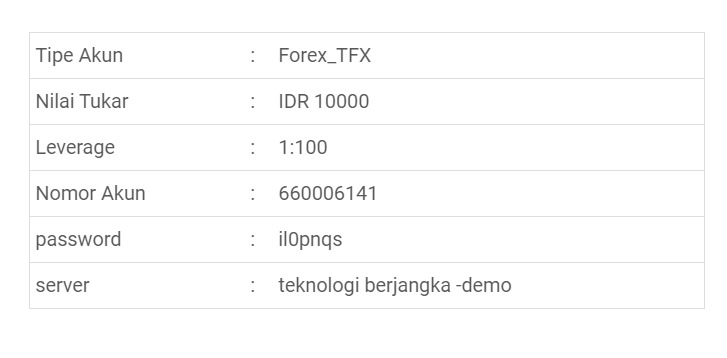 Tipe Akun : Forex_TFX
Nilai Tukar : IDR 10000
Leverage : 1:100
Nomor Akun : 660006141
password : il0pnqs
server : teknologi berjangka -demo